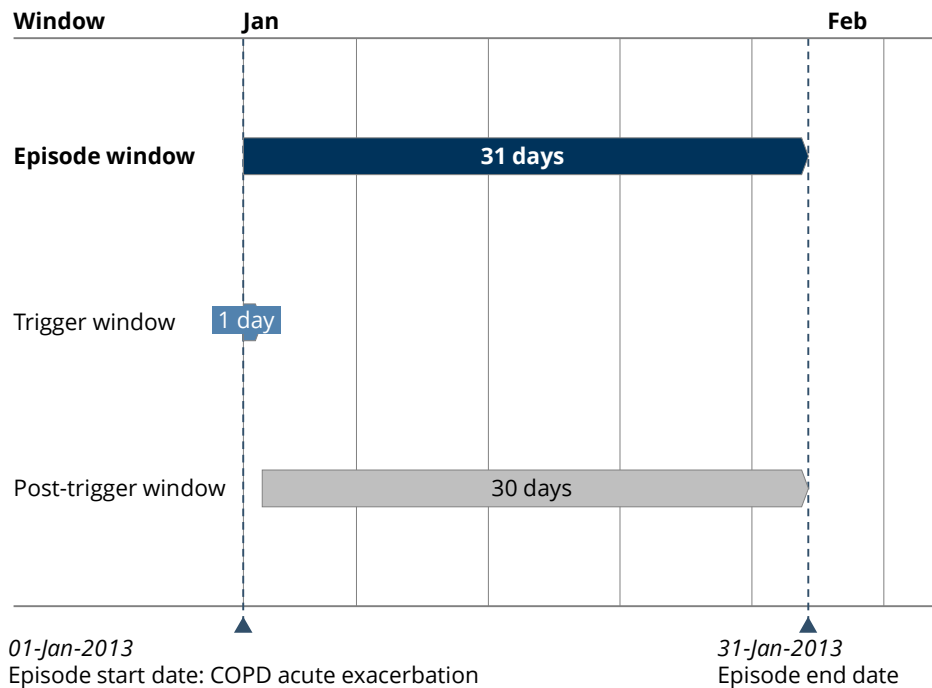 Window Jan Feb
Episode window 31 days
Trigger window 1 day
Post-trigger window 30 days
01-Jan-2013 31-Jan-2013
Episode start date: COPD acute exacerbation Episode end date